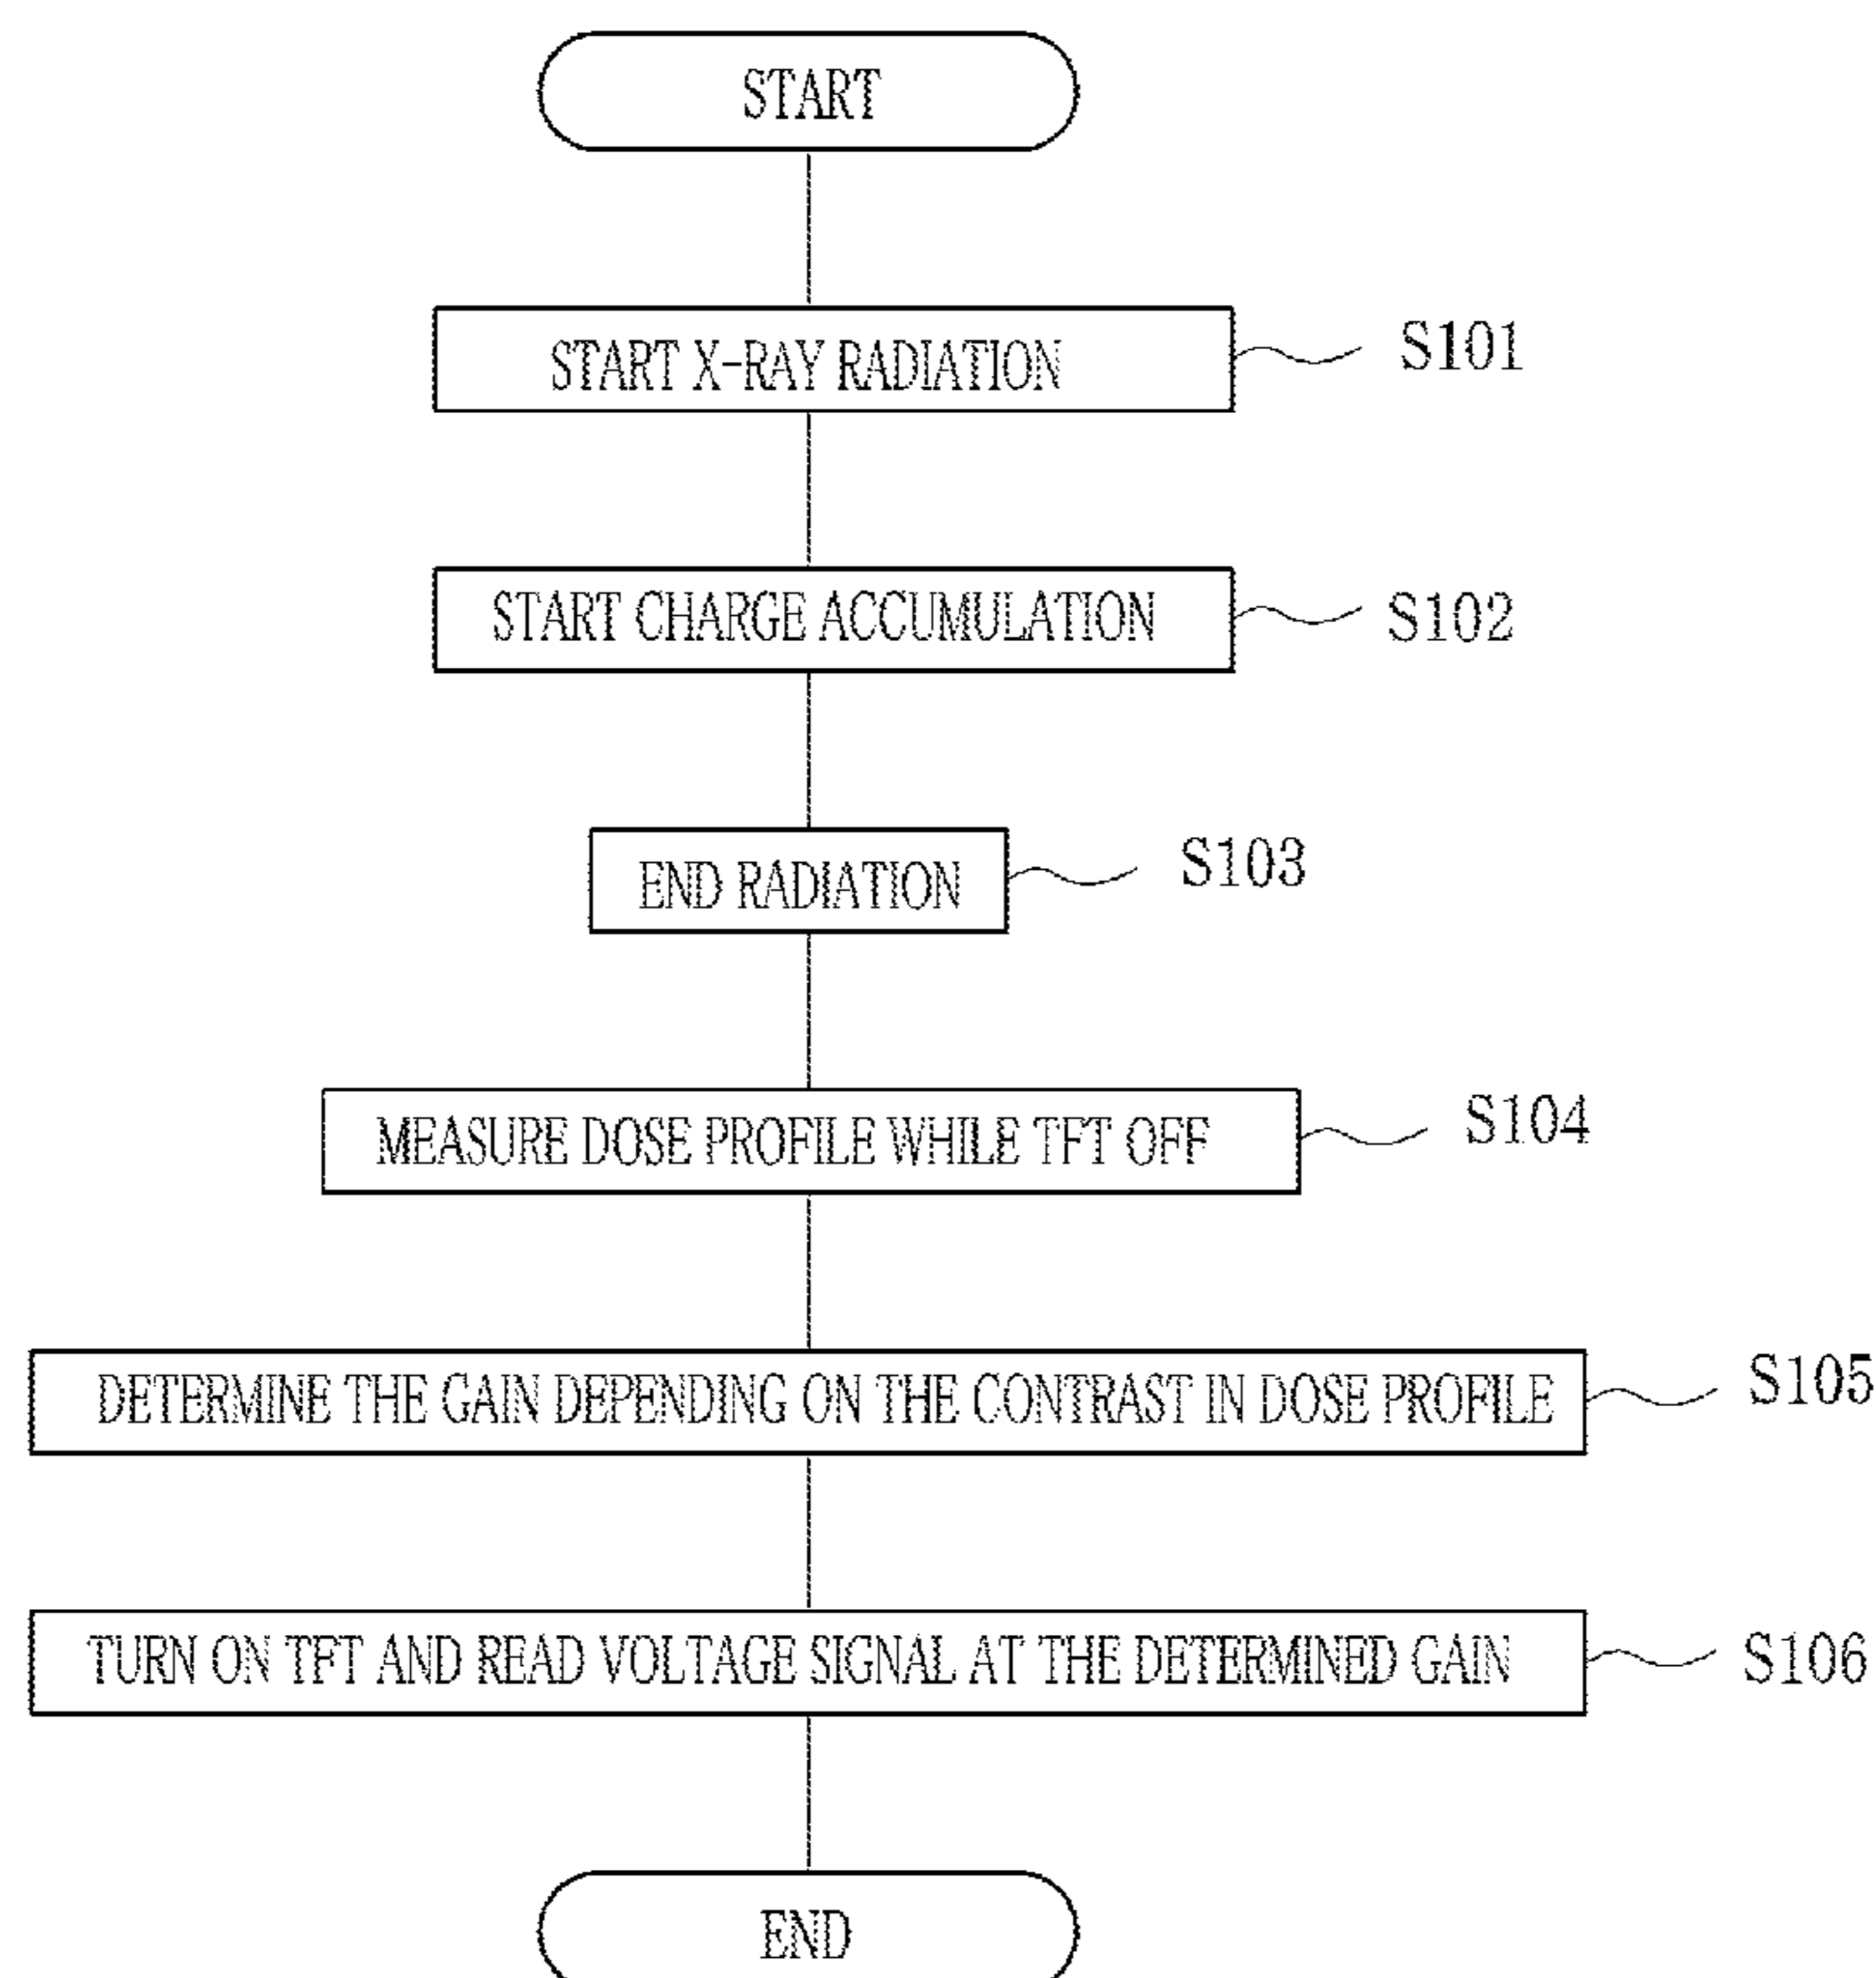 START
START X-RAY RADIATION
S101
START CHARGE ACCUMULATION
S102
END RADIATION
S103
MEASURE DOSE PROFILE WHILE TFT OFF
S104
DETERMINE THE GAIN DEPENDING ON THE CONTRAST IN DOSE PROFILE
S105
TURN ON TFT AND READ VOLTAGE SIGNAL AT THE DETERMINED GAIN
S106
END